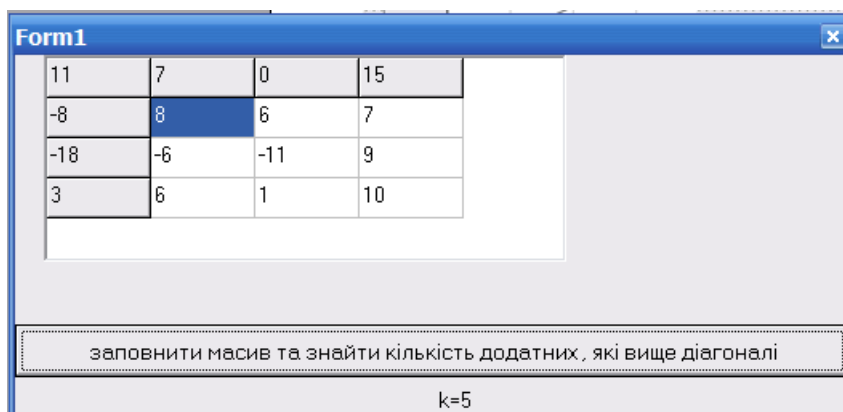 Form1
11 7 0 15
-8 8 6 7
-18 -6 -11 9
3 6 1 10
заповнити масив та знайти кількість додатних , які вище діагоналі
k=5